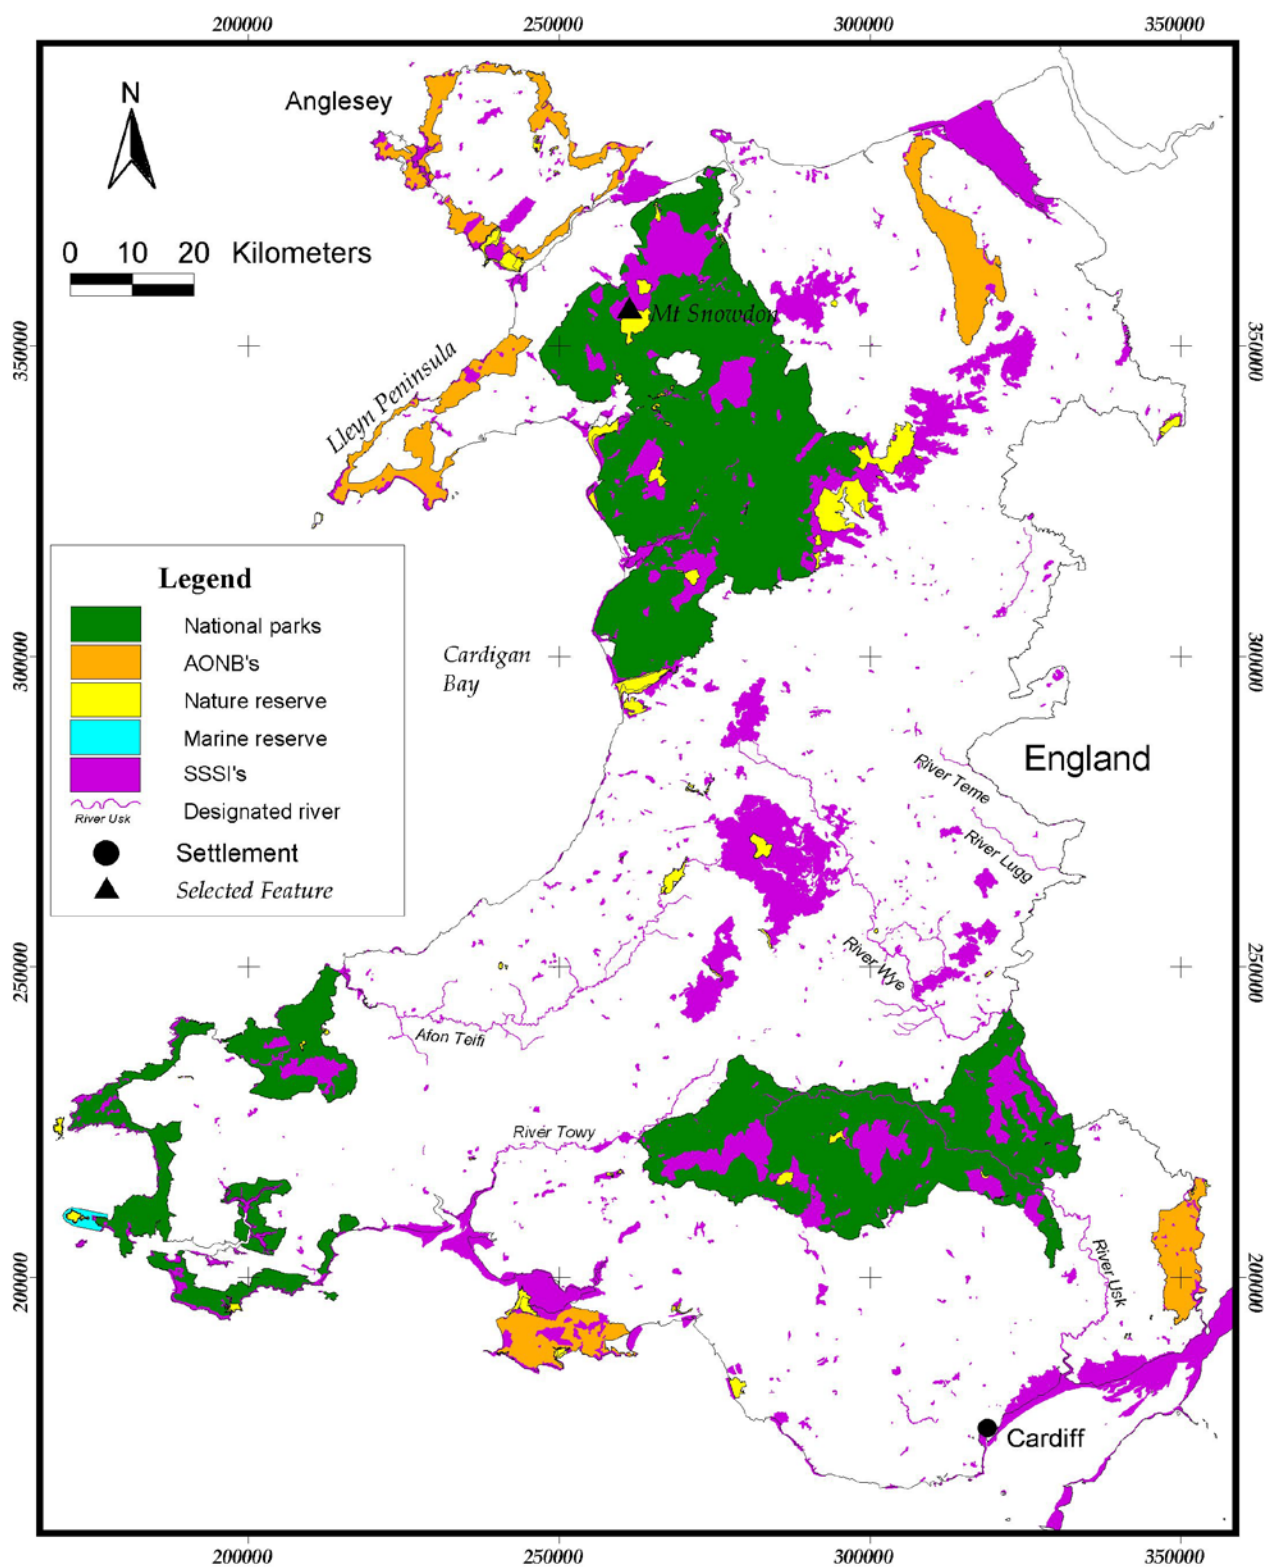 200000 250000 300000 350000
Anglesey
N
0 10 20 Kilometers
Mt Snowdon
350000 350000
Lleyn Peninsula
Legend
National parks
AONB's
Nature reserve
Marine reserve
SSSI's
River Usk Designated river
Settlement
Selected Feature
Cardigan
Bay
300000 300000
England
River Teme
River Lugg
River Wye
250000 250000
Afon Teifi
River Towy
River Usk
200000 200000
Cardiff
200000 250000 300000 350000